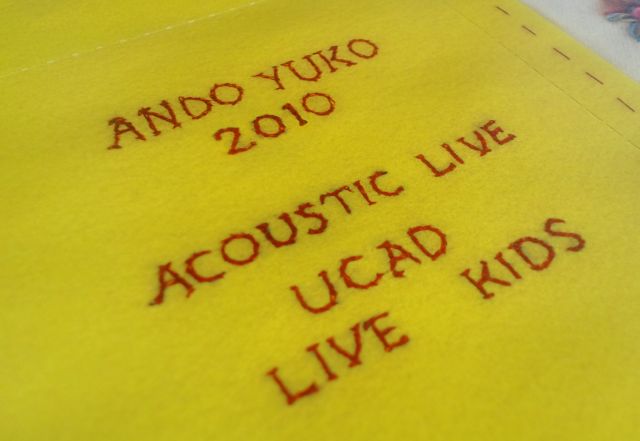 ANDO YUKO
2010
ACOUSTIC LIVE
UCAD
LIVE KIDS